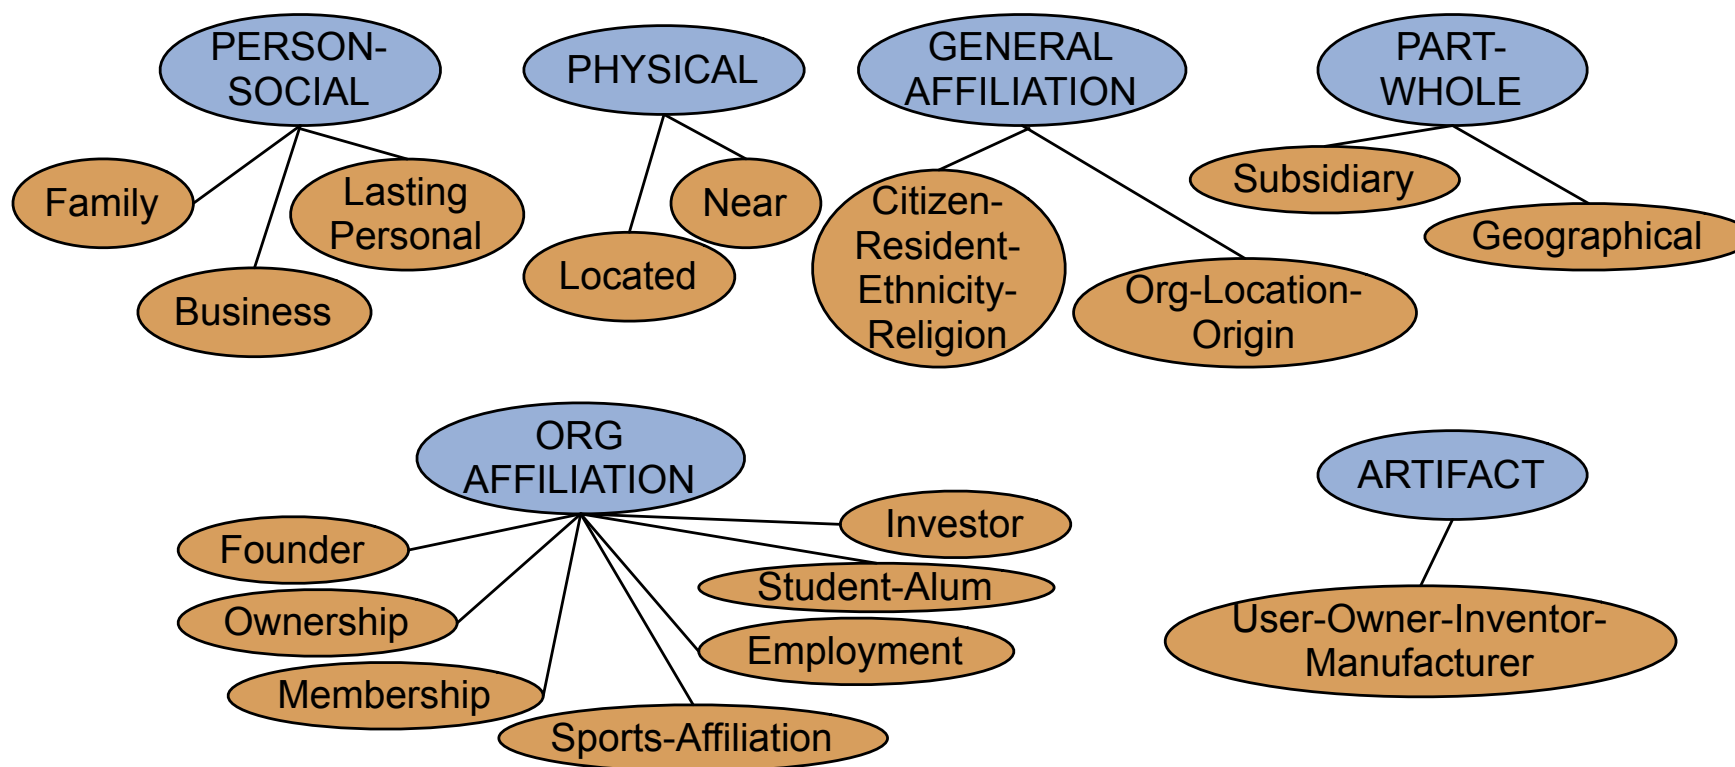 PERSON-
SOCIAL
PHYSICAL
GENERAL
AFFILIATION
PART-
WHOLE
Family
Lasting
Personal
Business
Near
Located
Citizen-
Resident-
Ethnicity-
Religion
Org-Location-
Origin
Subsidiary
Geographical
ORG
AFFILIATION
ARTIFACT
Founder
Ownership
Membership
Sports-Affiliation
Investor
Student-Alum
Employment
User-Owner-Inventor-
Manufacturer